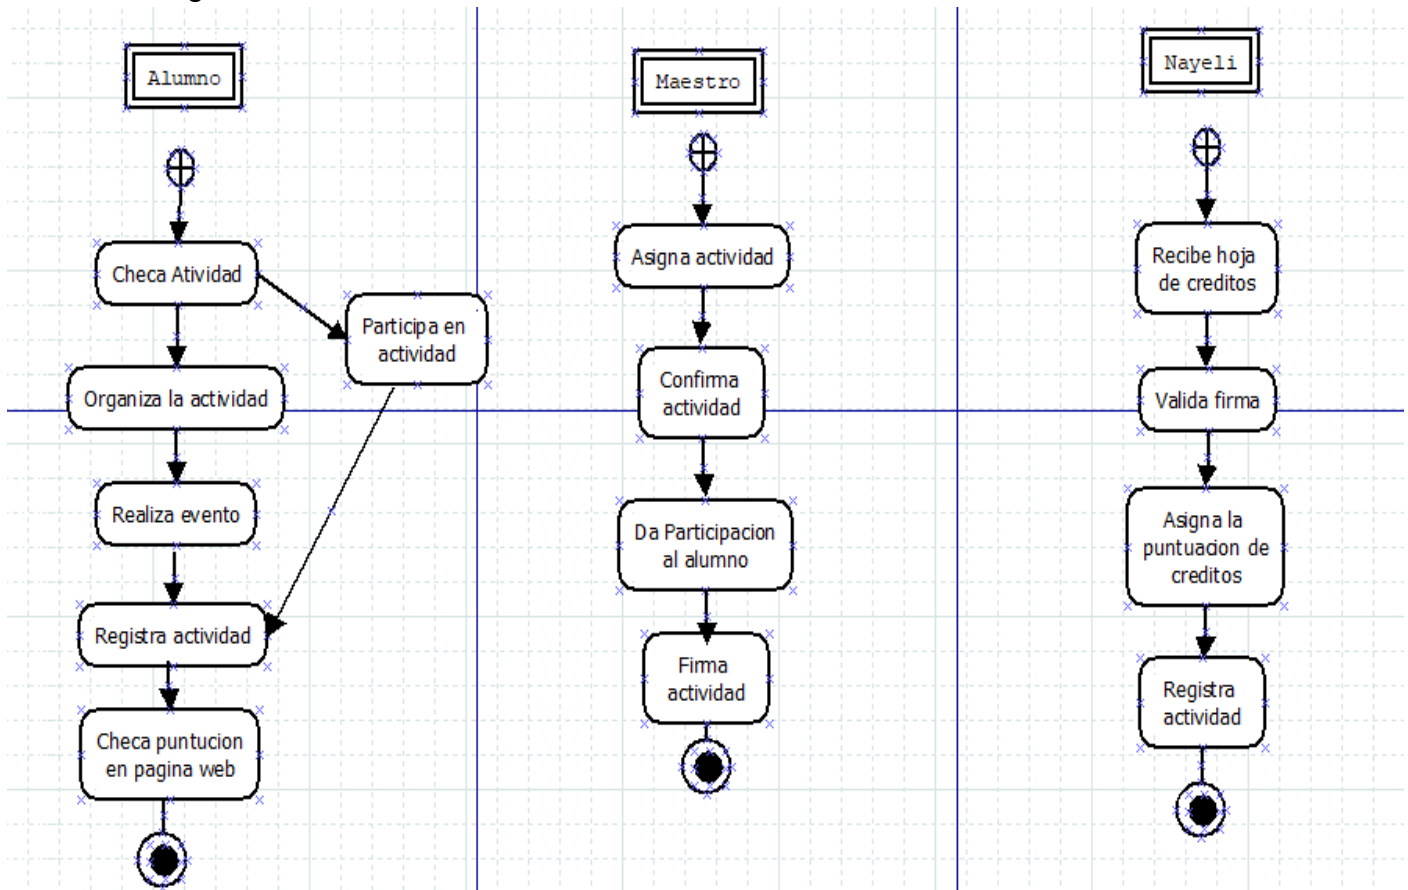 Alumno
Checa Atividad
Participa en
actividad
Organiza la actividad
Realiza evento
Registra actividad
Checa puntucion
en pagina web
Maestro
Asigna actividad
Confirma
actividad
Da Participacion
al alumno
Firma
actividad
Nayeli
Recibe hoja
de creditos
Valida firma
Asigna la
puntuacion de
creditos
Registra
actividad